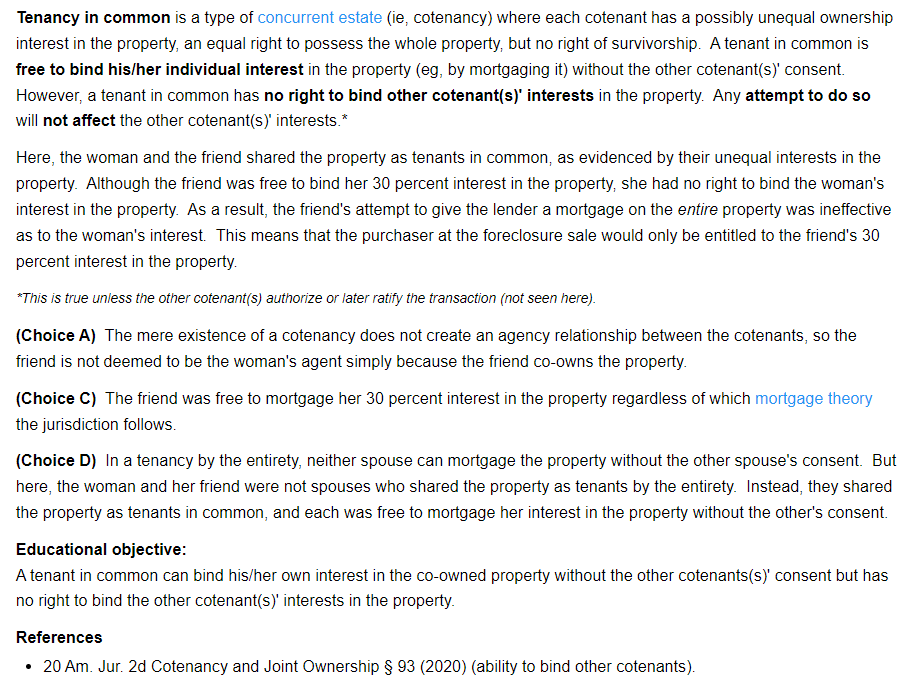 Tenancy in common is a type of concurrent estate (ie, cotenancy) where each cotenant has a possibly unequal ownership
interest in the property, an equal right to possess the whole property, but no right of survivorship. A tenant in common is
free to bind his/her individual interest in the property (eg, by mortgaging it) without the other cotenant(s)' consent.
However, a tenant in common has no right to bind other cotenant(s)' interests in the property. Any attempt to do so
will not affect the other cotenant(s)' interests.*
Here, the woman and the friend shared the property as tenants in common, as evidenced by their unequal interests in the
property. Although the friend was free to bind her 30 percent interest in the property, she had no right to bind the woman's
interest in the property. As a result, the friend's attempt to give the lender a mortgage on the entire property was ineffective
as to the woman's interest. This means that the purchaser at the foreclosure sale would only be entitled to the friend's 30
percent interest in the property.
*This is true unless the other cotenant(s) authorize or later ratify the transaction (not seen here).
(Choice A) The mere existence of a cotenancy does not create an agency relationship between the cotenants, so the
friend is not deemed to be the woman's agent simply because the friend co-owns the property.
(Choice C) The friend was free to mortgage her 30 percent interest in the property regardless of which mortgage theory
the jurisdiction follows.
(Choice D) In a tenancy by the entirety, neither spouse can mortgage the property without the other spouse's consent. But
here, the woman and her friend were not spouses who shared the property as tenants by the entirety. Instead, they shared
the property as tenants in common, and each was free to mortgage her interest in the property without the other's consent.
Educational objective:
A tenant in common can bind his/her own interest in the co-owned property without the other cotenants(s)' consent but has
no right to bind the other cotenant(s)' interests in the property.
References
• 20 Am. Jur. 2d Cotenancy and Joint Ownership § 93 (2020) (ability to bind other cotenants).